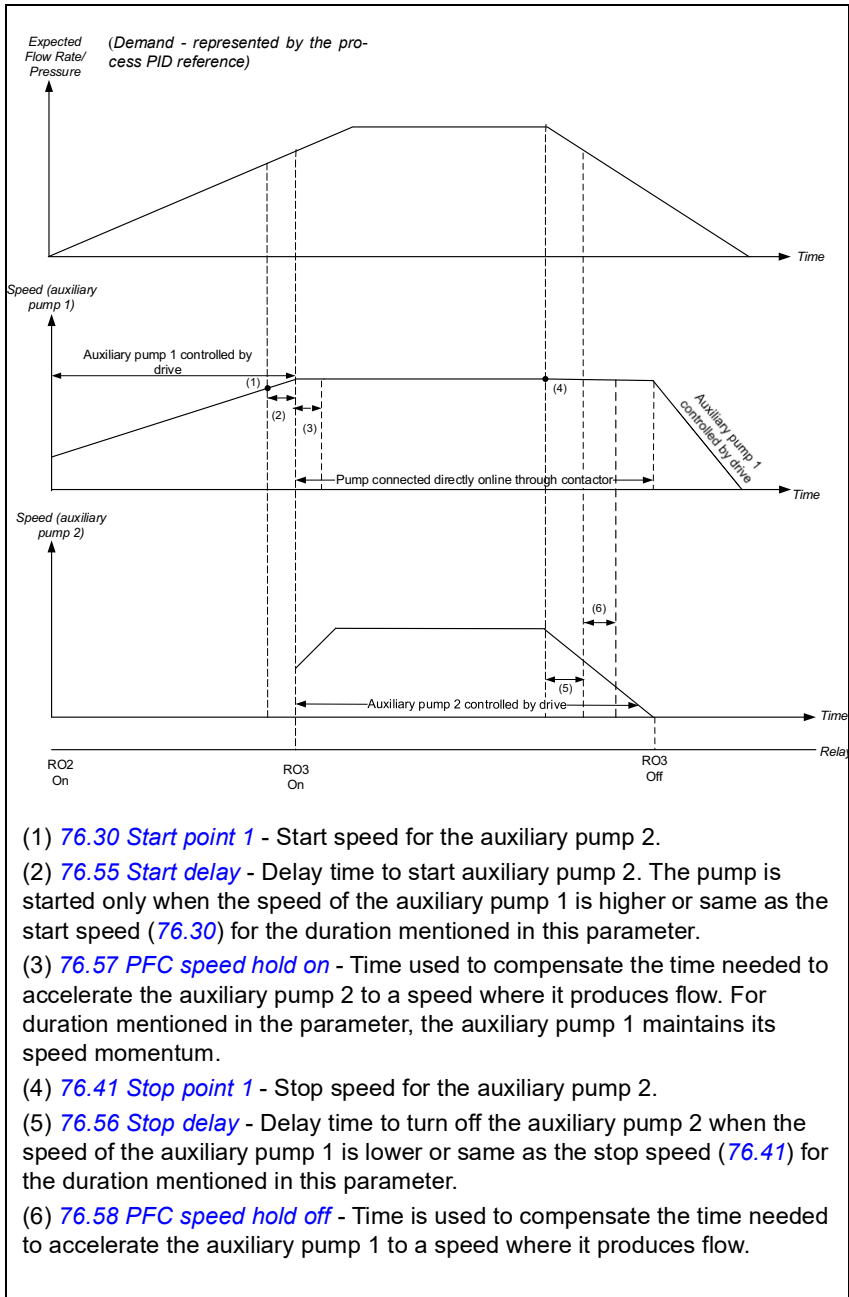 Expected
Flow Rate/
Pressure
(Demand - represented by the pro-
cess PID reference)
Time
Speed (auxiliary
pump 1)
Auxiliary pump 1 controlled by
drive
(1)
(2)
(3)
(4)
Auxiliary pump 1
controlled by drive
Pump connected directly online through contactor
Time
Speed (auxiliary
pump 2)
(6)
(5)
Auxiliary pump 2 controlled by drive
Time
Relay
RO2
On
RO3
On
RO3
Off
(1) 76.30 Start point 1 - Start speed for the auxiliary pump 2.
(2) 76.55 Start delay - Delay time to start auxiliary pump 2. The pump is
started only when the speed of the auxiliary pump 1 is higher or same as the
start speed (76.30) for the duration mentioned in this parameter.
(3) 76.57 PFC speed hold on - Time used to compensate the time needed to
accelerate the auxiliary pump 2 to a speed where it produces flow. For
duration mentioned in the parameter, the auxiliary pump 1 maintains its
speed momentum.
(4) 76.41 Stop point 1 - Stop speed for the auxiliary pump 2.
(5) 76.56 Stop delay - Delay time to turn off the auxiliary pump 2 when the
speed of the auxiliary pump 1 is lower or same as the stop speed (76.41) for
the duration mentioned in this parameter.
(6) 76.58 PFC speed hold off - Time is used to compensate the time needed
to accelerate the auxiliary pump 1 to a speed where it produces flow.